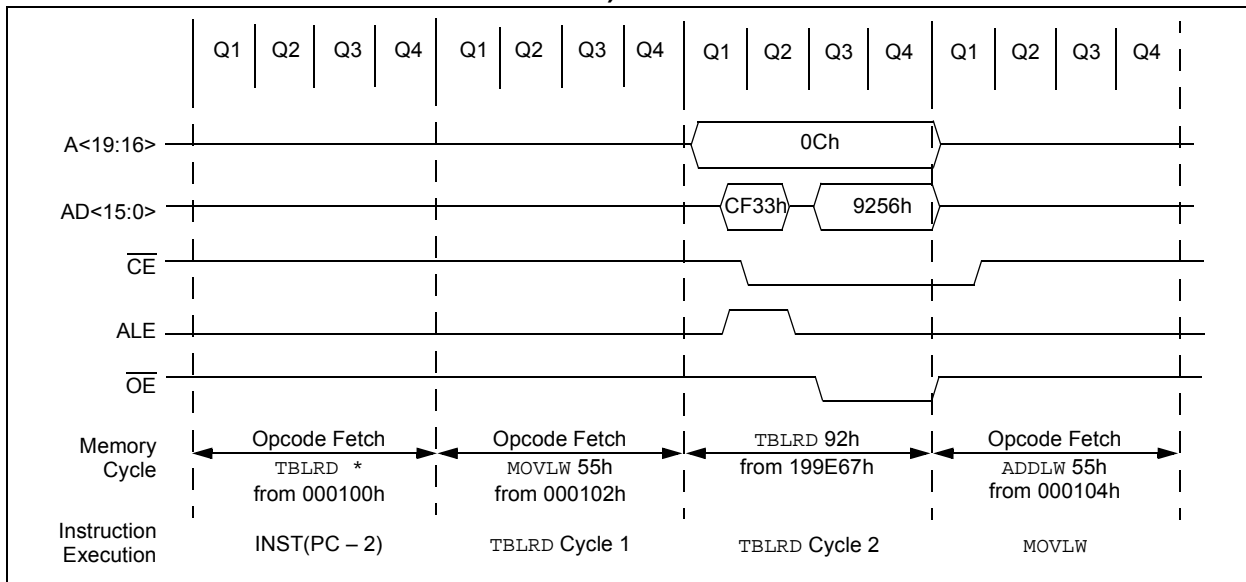 Q1 Q2 Q3 Q4 Q1 Q2 Q3 Q4 Q1 Q2 Q3 Q4 Q1 Q2 Q3 Q4
A<19:16> 0Ch
AD<15:0> CF33h 9256h
CE
ALE
OE
Memory Cycle
Opcode Fetch
TBLRD *
from 000100h
Opcode Fetch
MOVLW 55h
from 000102h
TBLRD 92h
from 199E67h
Opcode Fetch
ADDLW 55h
from 000104h
Instruction Execution
INST(PC – 2)
TBLRD Cycle 1
TBLRD Cycle 2
MOVLW